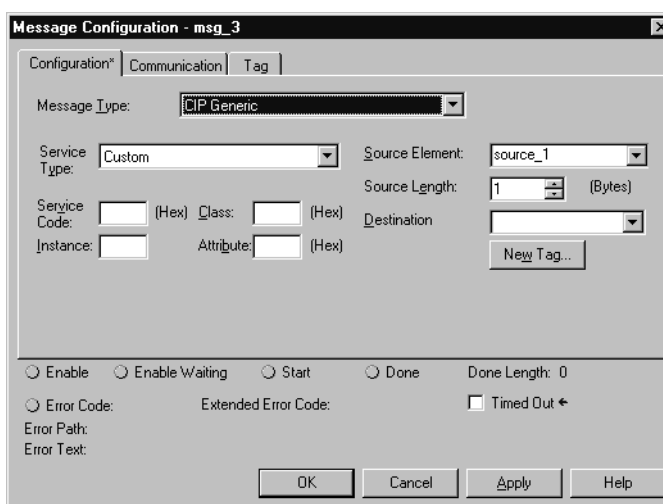 Message Configuration - msg_3
Configuration* Communication Tag
Message Type: CIP Generic
Service Type: Custom Source Element: source_1
Source Length: 1 (Bytes)
Service Code: (Hex) Class: (Hex) Destination
Instance: Attribute: (Hex) New Tag...
Enable Enable Waiting Start Done Done Length: 0
Error Code: Extended Error Code: Timed Out ←
Error Path:
Error Text:
OK Cancel Apply Help